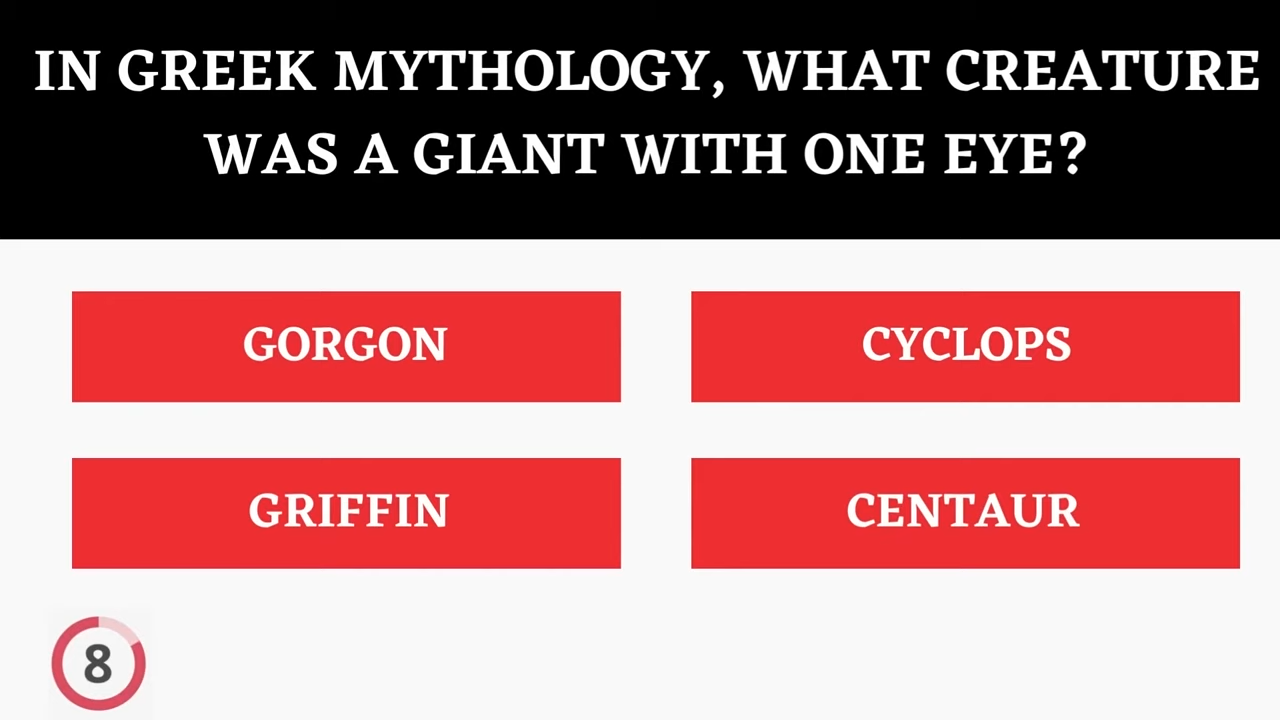 IN GREEK MYTHOLOGY, WHAT CREATURE
WAS A GIANT WITH ONE EYE?
GORGON
CYCLOPS
GRIFFIN
CENTAUR
8